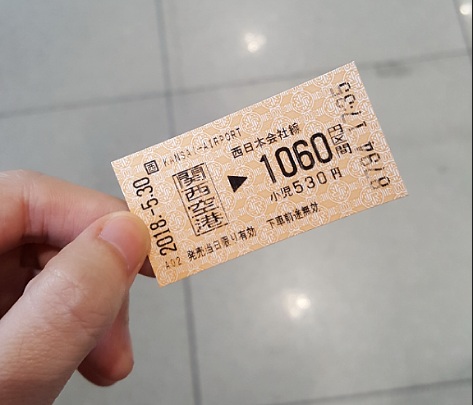 西 KANSAI-AIRPORT
西日本会社線
関西空港 ▶ 1060円区間
小児530円
2018.-5.30
発売当日限り有効 下車前途無効